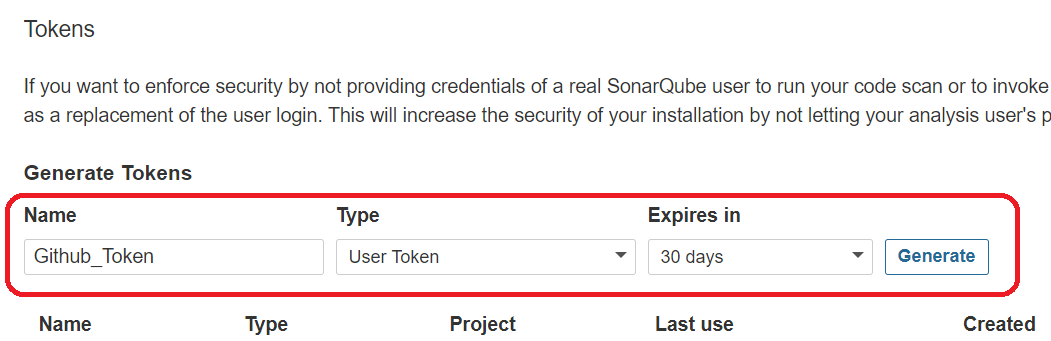 Tokens
If you want to enforce security by not providing credentials of a real SonarQube user to run your code scan or to invoke
as a replacement of the user login. This will increase the security of your installation by not letting your analysis user's p
Generate Tokens
Name Type Expires in
Github_Token User Token 30 days Generate
Name Type Project Last use Created